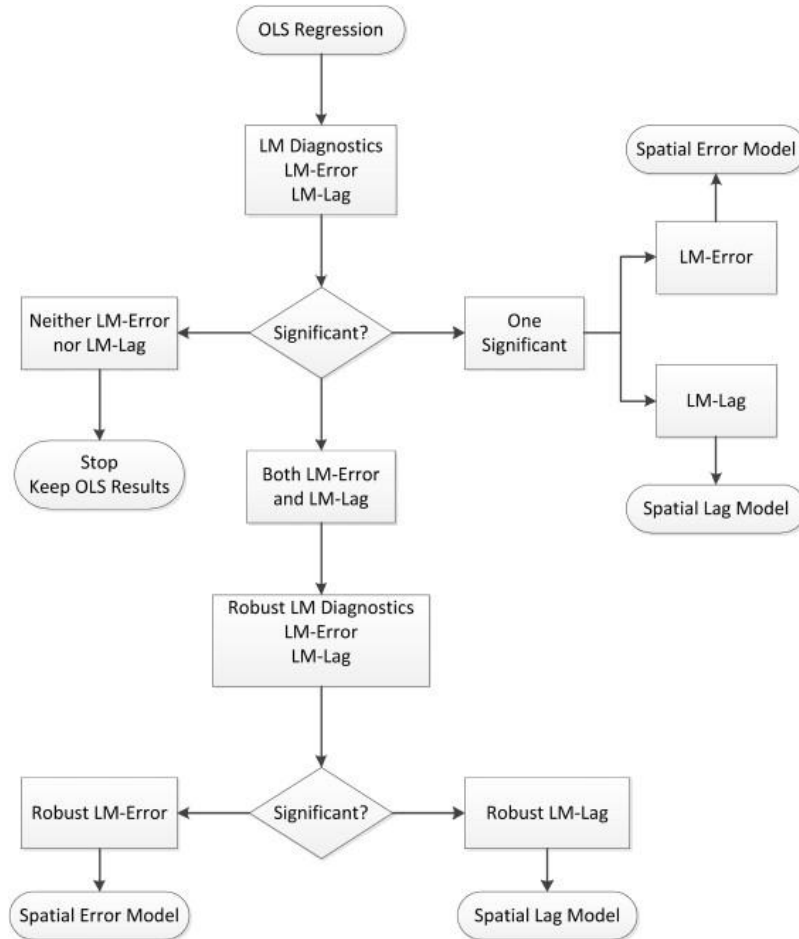 OLS Regression
LM Diagnostics
LM-Error
LM-Lag
Spatial Error Model
LM-Error
Neither LM-Error
nor LM-Lag
Significant?
One
Significant
LM-Lag
Stop
Keep OLS Results
Both LM-Error
and LM-Lag
Spatial Lag Model
Robust LM Diagnostics
LM-Error
LM-Lag
Robust LM-Error
Significant?
Robust LM-Lag
Spatial Error Model
Spatial Lag Model